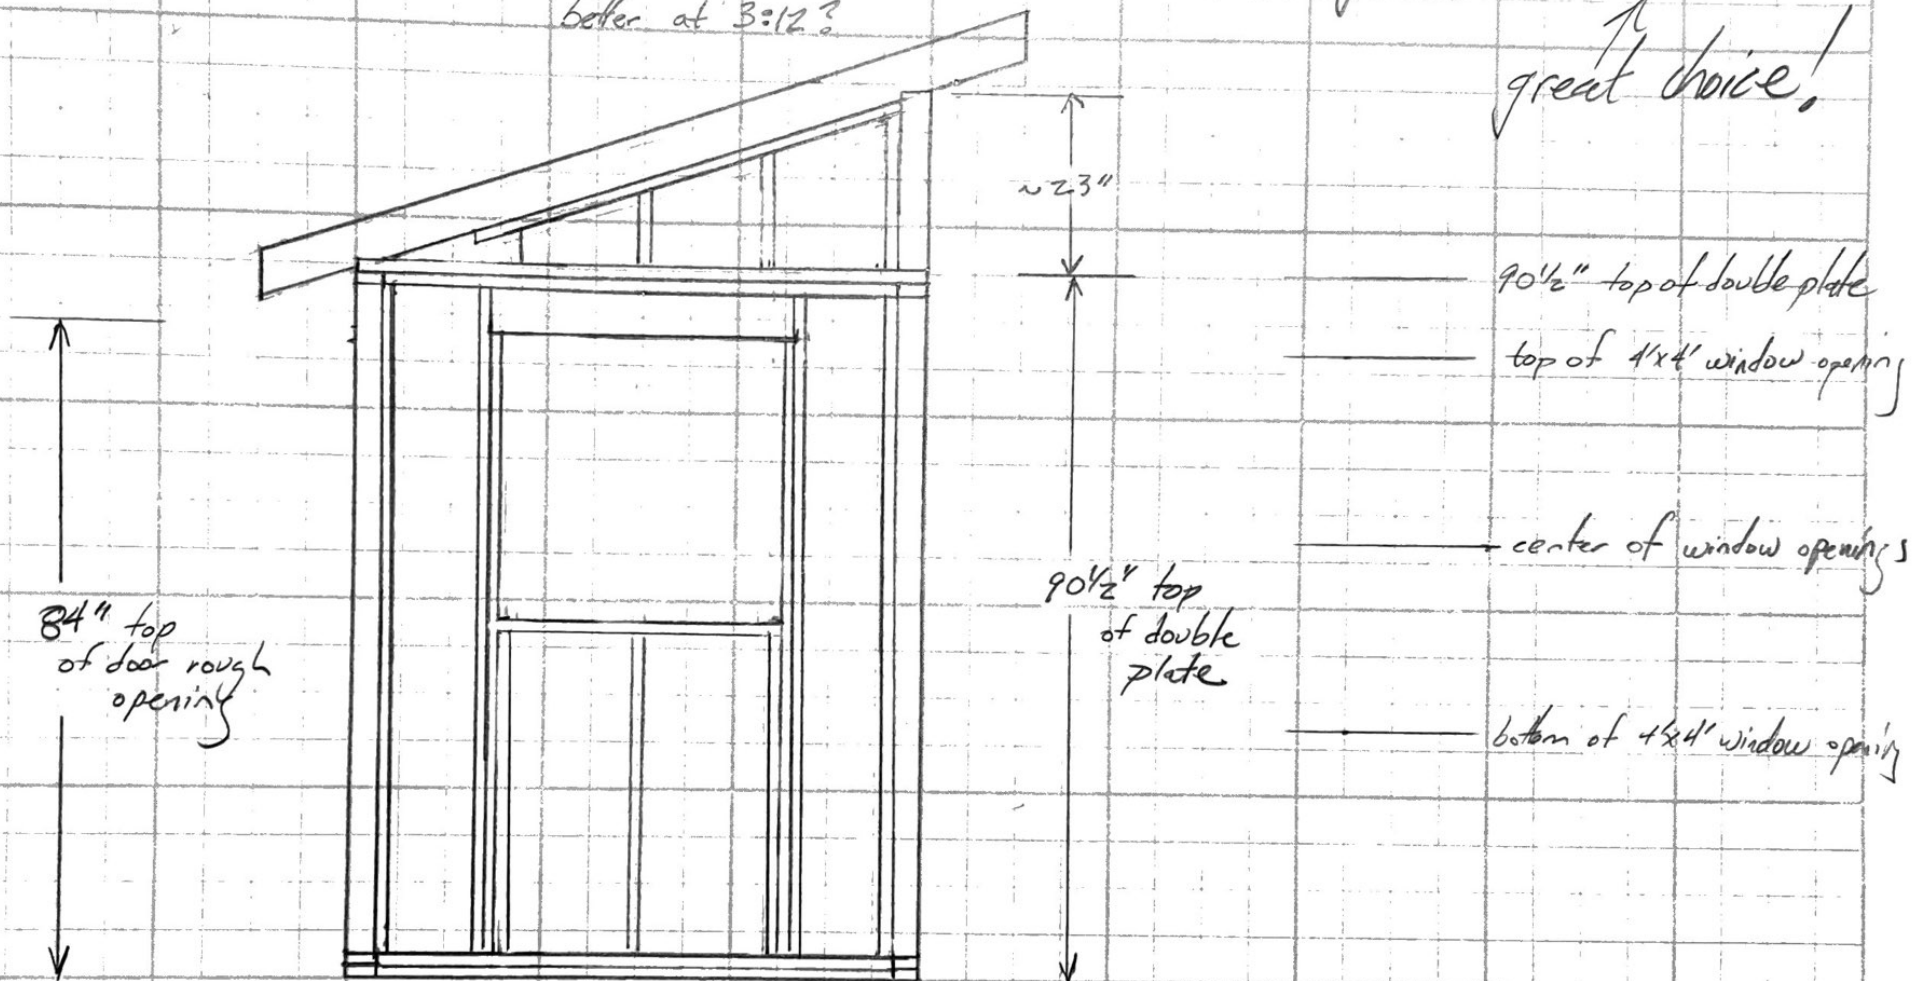 better at 3:12?
great choice!
~23"
90½" top of double plate
top of 4'x4' window opening
center of window openings
84" top
of door rough
opening
90½" top
of double
plate
bottom of 4'x4' window opening